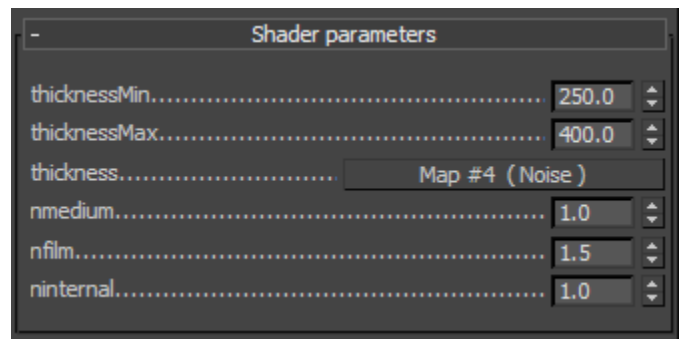 - Shader parameters
thicknessMin........................................................ 250.0
thicknessMax....................................................... 400.0
thickness............................... Map #4 (Noise)
nmedium............................................................. 1.0
nfilm.................................................................... 1.5
ninternal.............................................................. 1.0